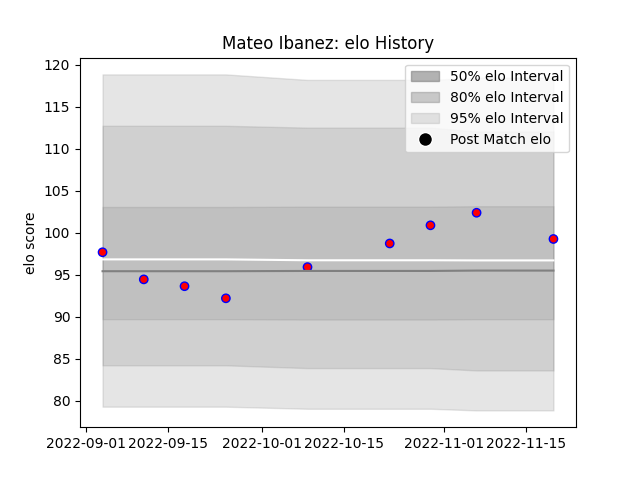 Mateo Ibanez: elo History
120
115
110
105
100
95
90
85
80
elo score
50% elo Interval
80% elo Interval
95% elo Interval
Post Match elo
2022-09-01 2022-09-15 2022-10-01 2022-10-15 2022-11-01 2022-11-15